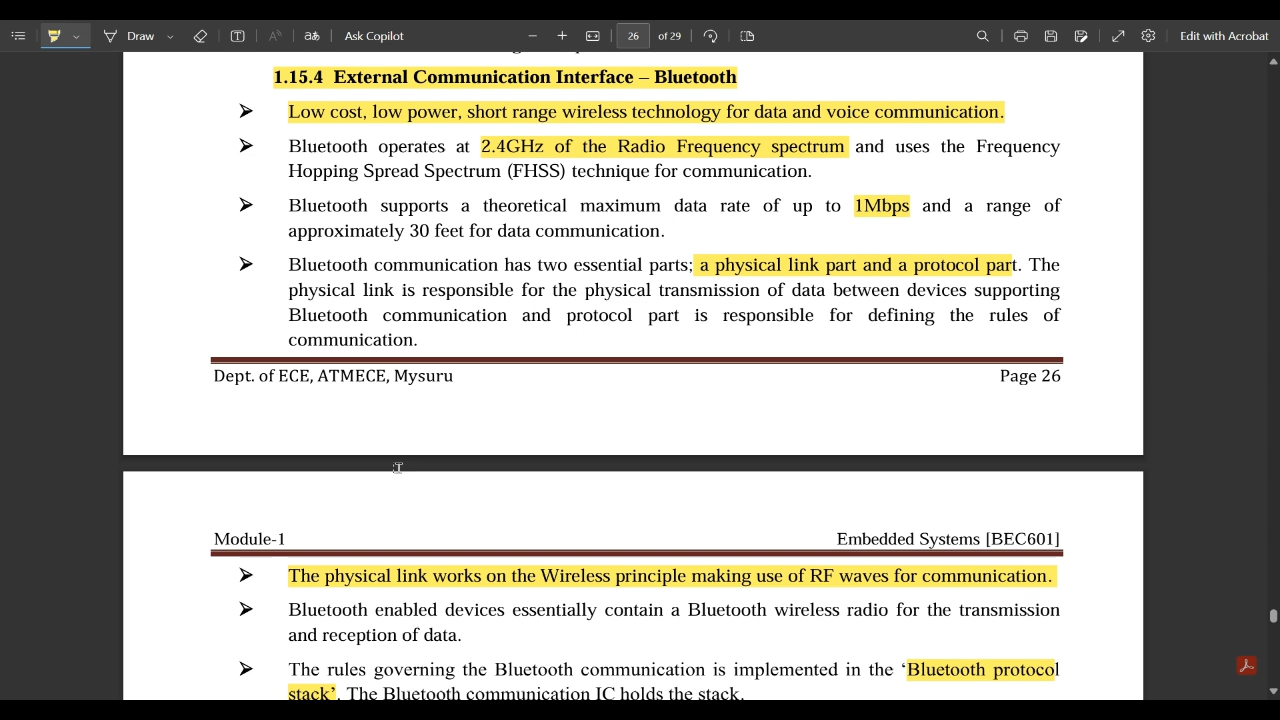 Draw
Ask Copilot
26 of 29
Edit with Acrobat
1.15.4 External Communication Interface – Bluetooth
➢ Low cost, low power, short range wireless technology for data and voice communication.
➢ Bluetooth operates at 2.4GHz of the Radio Frequency spectrum and uses the Frequency
Hopping Spread Spectrum (FHSS) technique for communication.
➢ Bluetooth supports a theoretical maximum data rate of up to 1Mbps and a range of
approximately 30 feet for data communication.
➢ Bluetooth communication has two essential parts; a physical link part and a protocol part. The
physical link is responsible for the physical transmission of data between devices supporting
Bluetooth communication and protocol part is responsible for defining the rules of
communication.
Dept. of ECE, ATMECE, Mysuru Page 26
Module-1 Embedded Systems [BEC601]
➢ The physical link works on the Wireless principle making use of RF waves for communication.
➢ Bluetooth enabled devices essentially contain a Bluetooth wireless radio for the transmission
and reception of data.
➢ The rules governing the Bluetooth communication is implemented in the ‘Bluetooth protocol
stack’. The Bluetooth communication IC holds the stack.